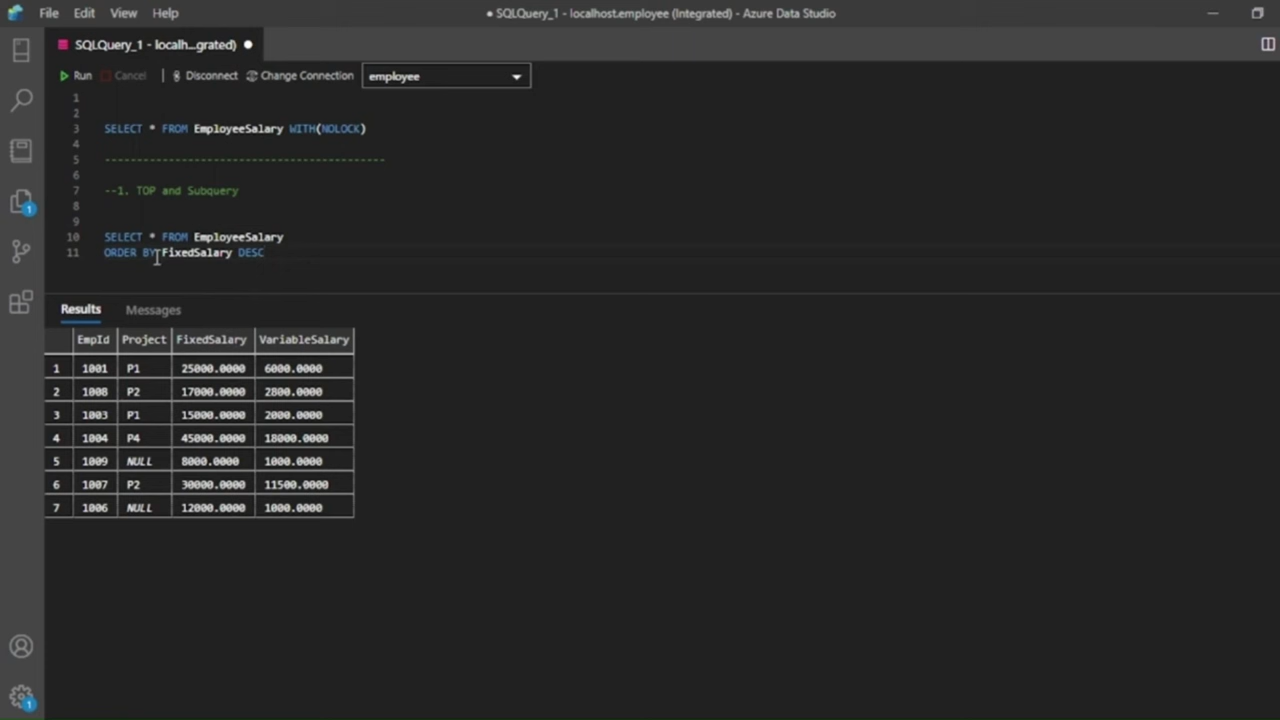 File Edit View Help
● SQLQuery_1 - localhost.employee (Integrated) - Azure Data Studio
SQLQuery_1 - localh...grated) ●
Run Cancel | Disconnect Change Connection employee
1
2
3 SELECT * FROM EmployeeSalary WITH(NOLOCK)
4
5 -------------------------------------------
6
7 --1. TOP and Subquery
8
9
10 SELECT * FROM EmployeeSalary
11 ORDER BY FixedSalary DESC
Results Messages
EmpId Project FixedSalary VariableSalary
1 1001 P1 25000.0000 6000.0000
2 1008 P2 17000.0000 2800.0000
3 1003 P1 15000.0000 2000.0000
4 1004 P4 45000.0000 18000.0000
5 1009 NULL 8000.0000 1000.0000
6 1007 P2 30000.0000 11500.0000
7 1006 NULL 12000.0000 1000.0000
1
1